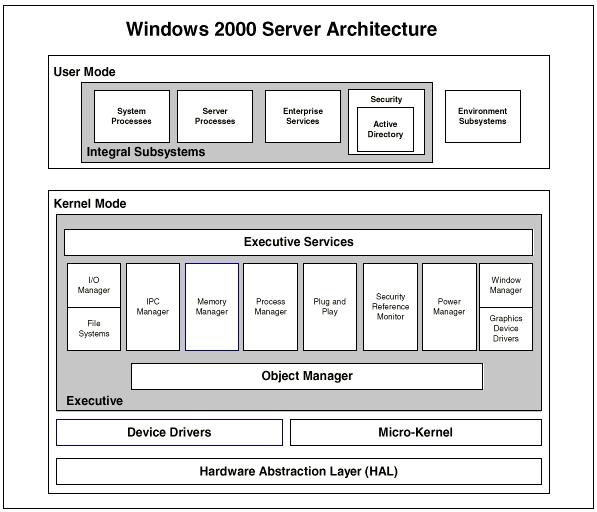 Windows 2000 Server Architecture
User Mode
System
Processes
Server
Processes
Enterprise
Services
Security
Active
Directory
Environment
Subsystems
Integral Subsystems
Kernel Mode
Executive Services
I/O
Manager
File
Systems
IPC
Manager
Memory
Manager
Process
Manager
Plug and
Play
Security
Reference
Monitor
Power
Manager
Window
Manager
Graphics
Device
Drivers
Object Manager
Executive
Device Drivers
Micro-Kernel
Hardware Abstraction Layer (HAL)